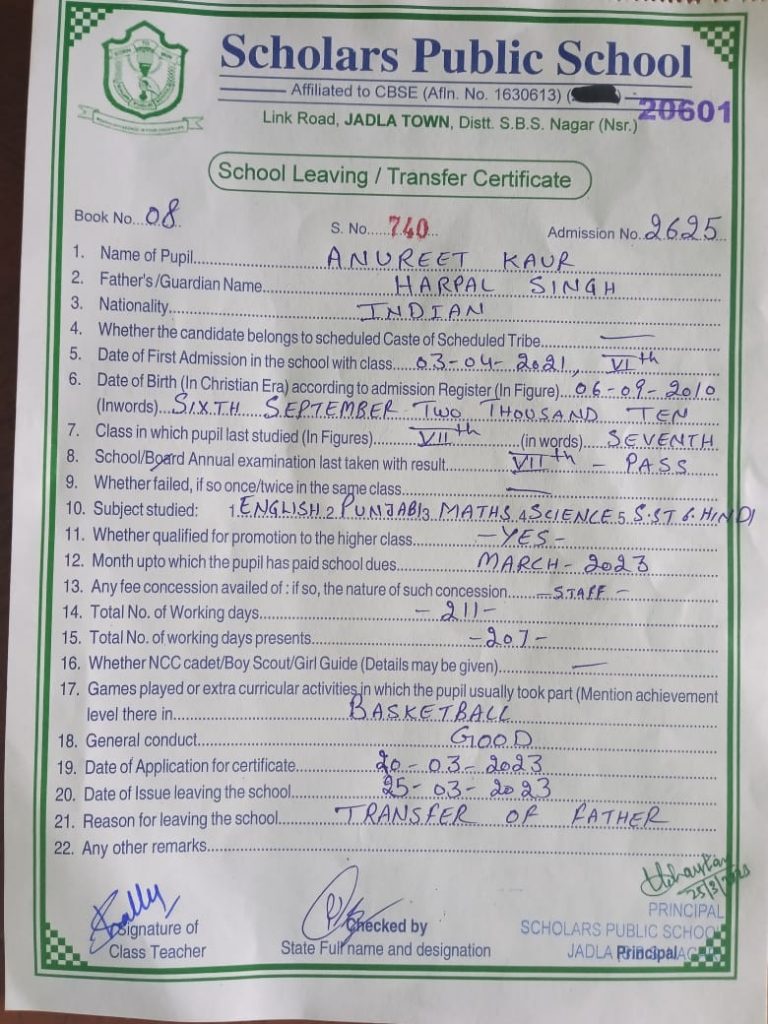 Scholars Public School
Affiliated to CBSE (Afln. No. 1630613)
20601
Link Road, JADLA TOWN, Distt. S.B.S. Nagar (Nsr.)
School Leaving / Transfer Certificate
Book No...08 S. No.....740... Admission No.2625
1. Name of Pupil....ANUREET KAUR
2. Father's /Guardian Name....HARPAL SINGH
3. Nationality....INDIAN
4. Whether the candidate belongs to scheduled Caste of Scheduled Tribe.... —
5. Date of First Admission in the school with class....03-04-2021, VIth
6. Date of Birth (In Christian Era) according to admission Register (In Figure)...06-09-2010
(Inwords)...SIXTH SEPTEMBER TWO THOUSAND TEN
7. Class in which pupil last studied (In Figures)....VIIth (in words)....SEVENTH
8. School/Board Annual examination last taken with result....VIIth - PASS
9. Whether failed, if so once/twice in the same class.... —
10. Subject studied: 1 ENGLISH 2 PUNJABI 3 MATHS 4 SCIENCE 5 S.ST 6. HINDI
11. Whether qualified for promotion to the higher class....-YES-
12. Month upto which the pupil has paid school dues....MARCH-2023
13. Any fee concession availed of : if so, the nature of such concession....-STAFF-
14. Total No. of Working days -211-
15. Total No. of working days presents....-207-
16. Whether NCC cadet/Boy Scout/Girl Guide (Details may be given).... —
17. Games played or extra curricular activities in which the pupil usually took part (Mention achievement
level there in....BASKETBALL
18. General conduct....GOOD
19. Date of Application for certificate....20-03-2023
20. Date of Issue leaving the school....25-03-2023
21. Reason for leaving the school....TRANSFER OF FATHER
22. Any other remarks....
PRINCIPAL
SCHOLARS PUBLIC SCHOOL
JADLA
Signature of
Class Teacher
Checked by
State Full name and designation
Principal